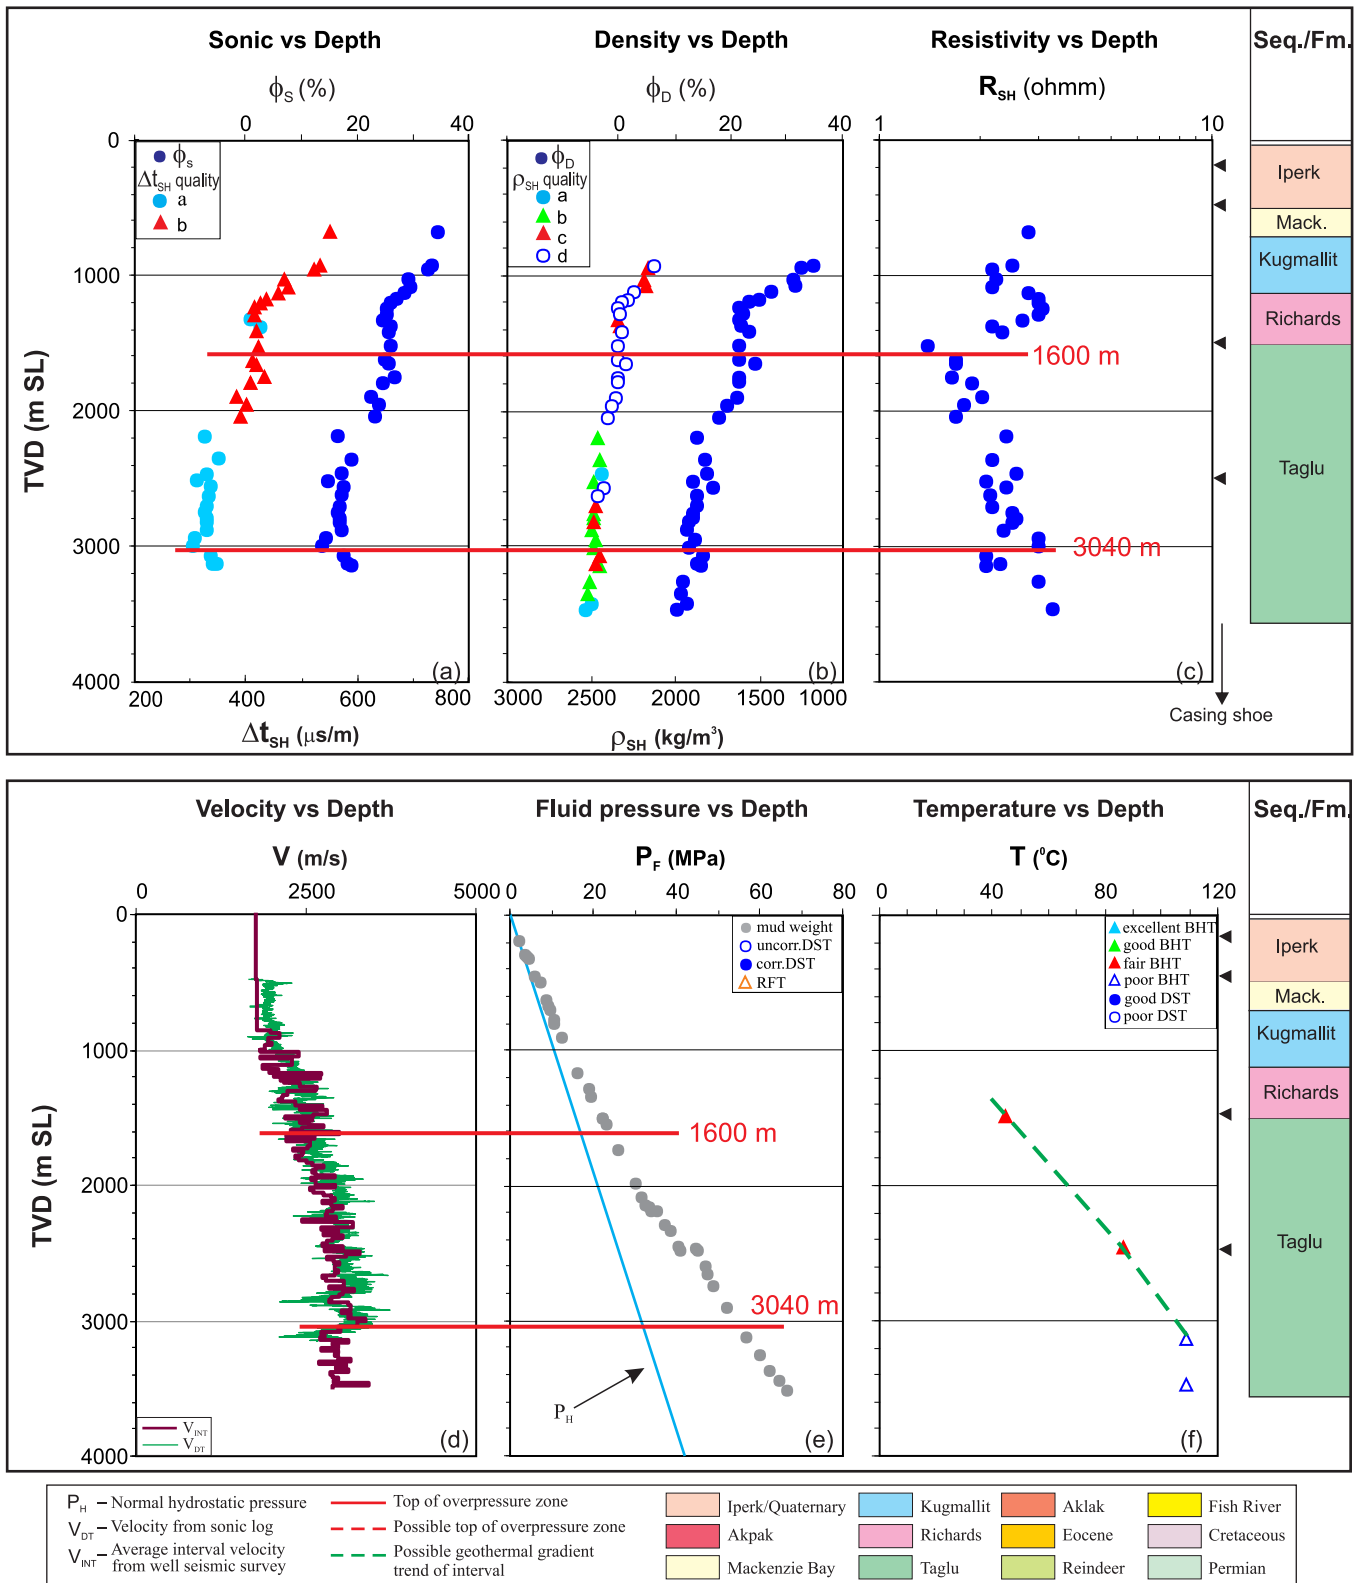 Sonic vs Depth
Density vs Depth
Resistivity vs Depth
Seq./Fm.
ϕS (%)
ϕD (%)
RSH (ohmm)
0 20 40
0 20 40
1 10
TVD (m SL)
0
1000
2000
3000
4000
ϕs
ΔtSH quality
a
b
ϕD
ρSH quality
a
b
c
d
1600 m
3040 m
(a)
(b)
(c)
200 400 600 800
3000 2500 2000 1500 1000
ΔtSH (μs/m)
ρSH (kg/m³)
Iperk
Mack.
Kugmallit
Richards
Taglu
Casing shoe
Velocity vs Depth
Fluid pressure vs Depth
Temperature vs Depth
Seq./Fm.
V (m/s)
PF (MPa)
T (⁰C)
0 2500 5000
0 20 40 60 80
0 40 80 120
TVD (m SL)
0
1000
2000
3000
4000
mud weight
uncorr.DST
corr.DST
RFT
excellent BHT
good BHT
fair BHT
poor BHT
good DST
poor DST
1600 m
3040 m
PH
VINT
VDT
(d)
(e)
(f)
Iperk
Mack.
Kugmallit
Richards
Taglu
PH – Normal hydrostatic pressure
VDT – Velocity from sonic log
VINT – Average interval velocity
from well seismic survey
Top of overpressure zone
Possible top of overpressure zone
Possible geothermal gradient
trend of interval
Iperk/Quaternary
Kugmallit
Aklak
Fish River
Akpak
Richards
Eocene
Cretaceous
Mackenzie Bay
Taglu
Reindeer
Permian